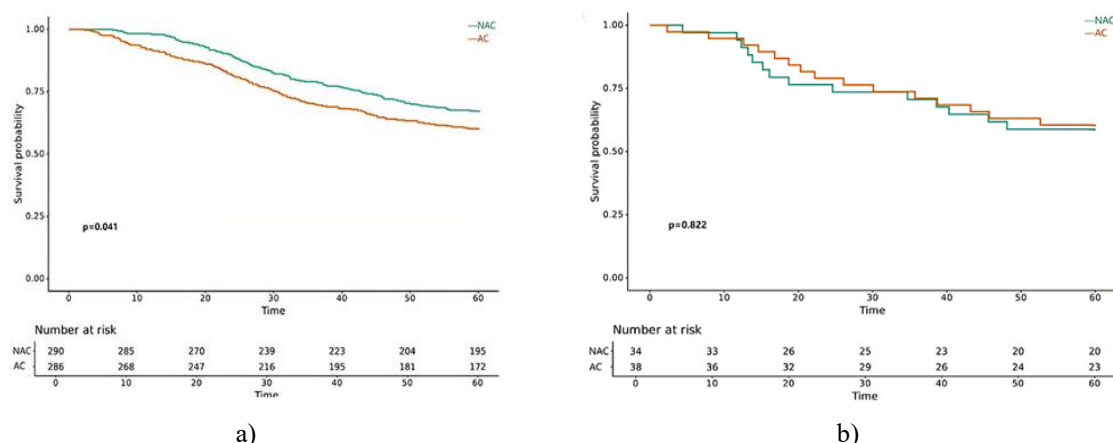 NAC
AC
1.00
0.75
0.50
0.25
1.00
Survival probability
p=0.041
0 10 20 30 40 50 60
Time
Number at risk
NAC 290 285 270 239 223 204 195
AC 286 268 247 216 195 181 172
0 10 20 30 40 50 60
Time
a)
NAC
AC
1.00
0.75
0.50
0.25
0.00
Survival probability
p=0.822
0 10 20 30 40 50 60
Time
Number at risk
NAC 34 33 26 25 23 20 20
AC 38 36 32 29 26 24 23
0 10 20 30 40 50 60
Time
b)